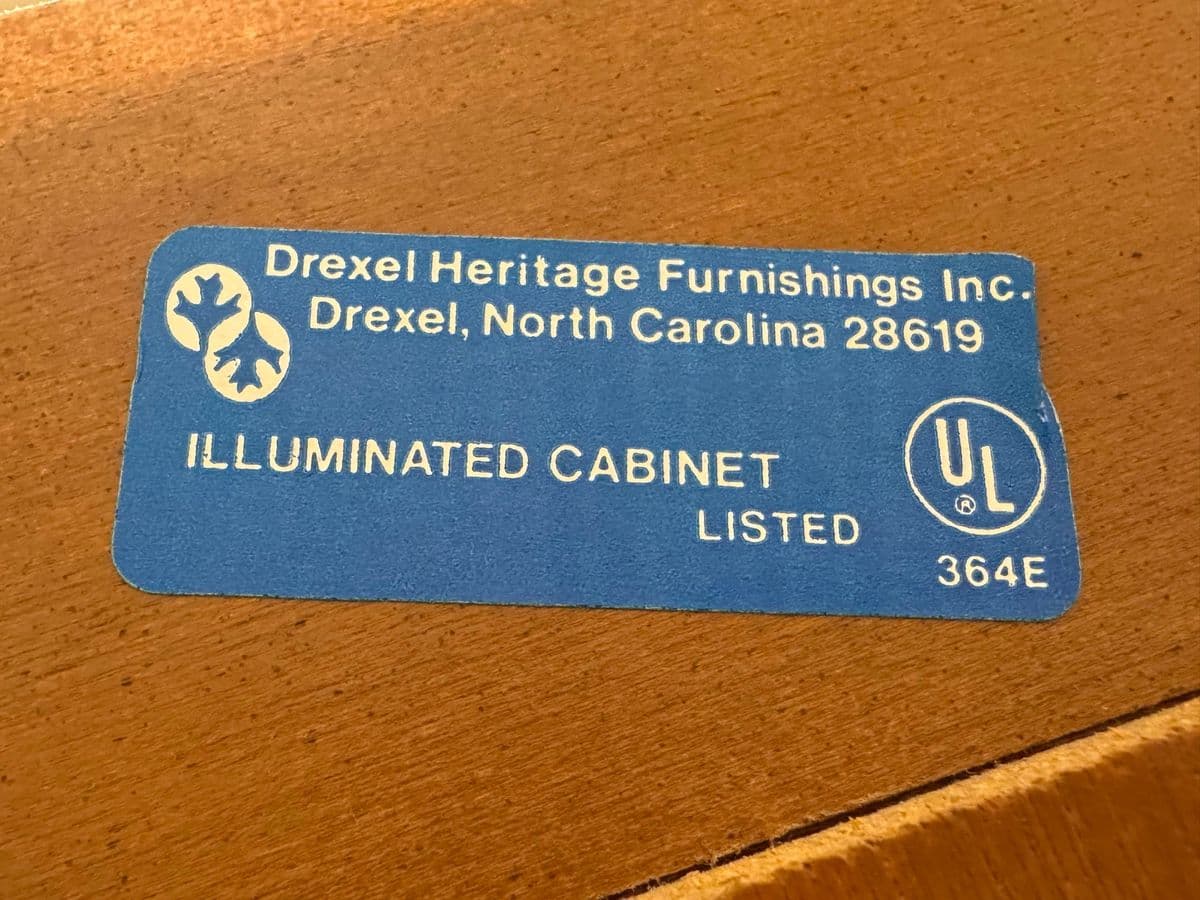 Drexel Heritage Furnishings Inc.
Drexel, North Carolina 28619
ILLUMINATED CABINET
LISTED
UL
®
364E